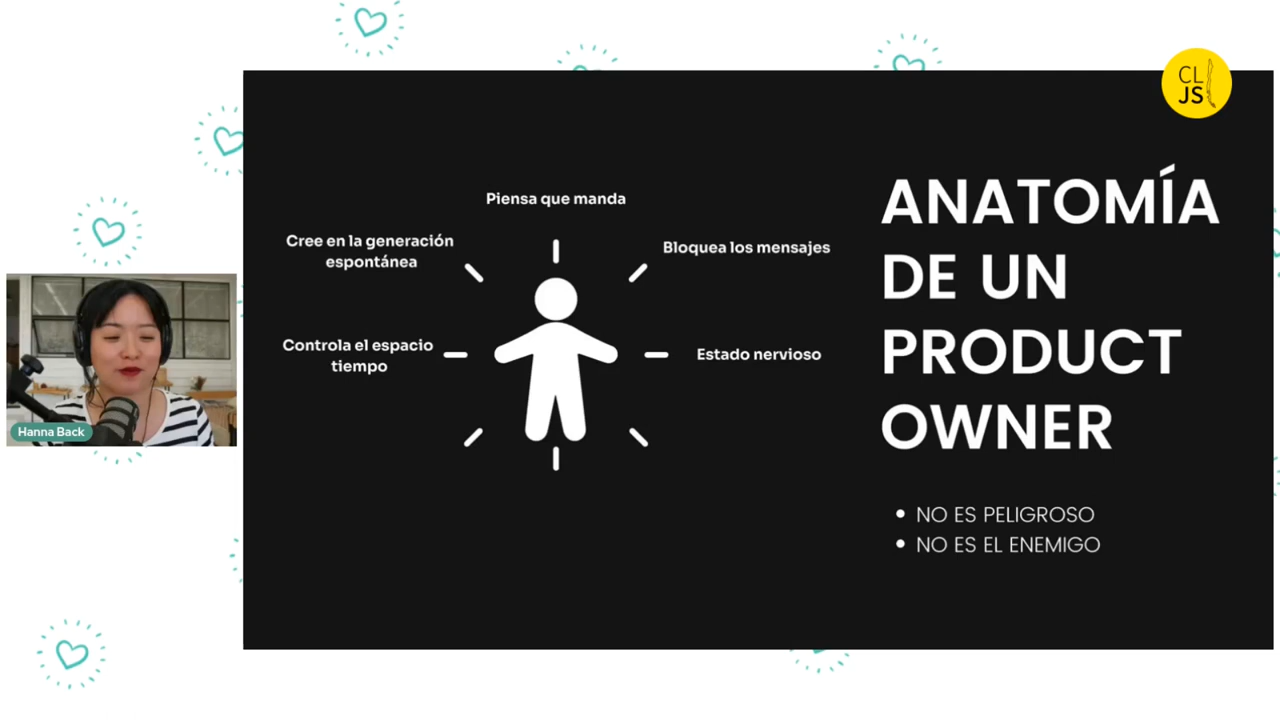 CL
JS
ANATOMÍA
DE UN
PRODUCT
OWNER
NO ES PELIGROSO
NO ES EL ENEMIGO
Piensa que manda
Cree en la generación
espontánea
Bloquea los mensajes
Controla el espacio
tiempo
Estado nervioso
Hanna Back